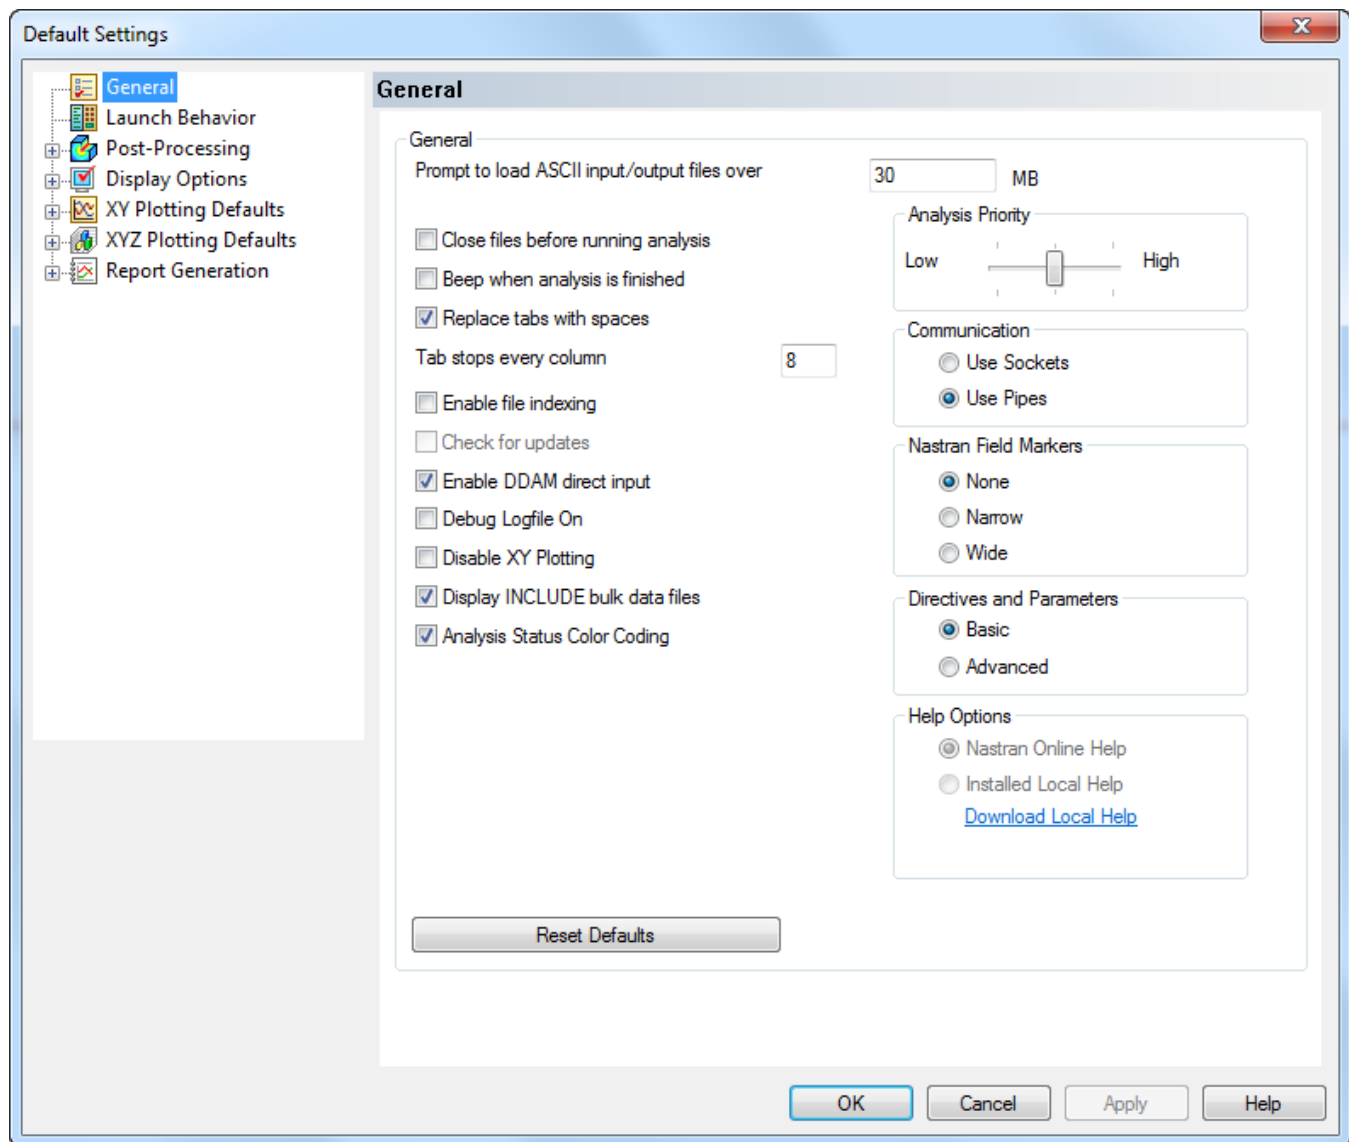 Default Settings
General
Launch Behavior
Post-Processing
Display Options
XY Plotting Defaults
XYZ Plotting Defaults
Report Generation
General
General
Prompt to load ASCII input/output files over 30 MB
Close files before running analysis
Beep when analysis is finished
Replace tabs with spaces
Tab stops every column 8
Enable file indexing
Check for updates
Enable DDAM direct input
Debug Logfile On
Disable XY Plotting
Display INCLUDE bulk data files
Analysis Status Color Coding
Analysis Priority
Low High
Communication
Use Sockets
Use Pipes
Nastran Field Markers
None
Narrow
Wide
Directives and Parameters
Basic
Advanced
Help Options
Nastran Online Help
Installed Local Help
Download Local Help
Reset Defaults
OK Cancel Apply Help